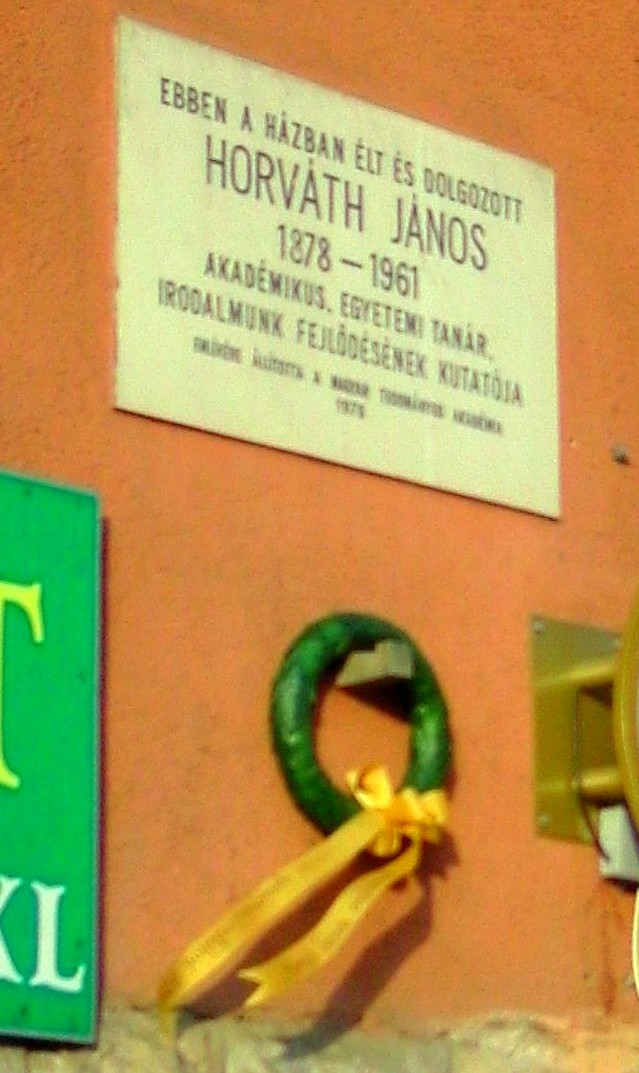 EBBEN A HÁZBAN ÉLT ÉS DOLGOZOTT
HORVÁTH JÁNOS
1878 – 1961
AKADÉMIKUS, EGYETEMI TANÁR,
IRODALMUNK FEJLŐDÉSÉNEK KUTATÓJA
EMLÉKÉRE ÁLLÍTOTTA A MAGYAR TUDOMÁNYOS AKADÉMIA
T
XL